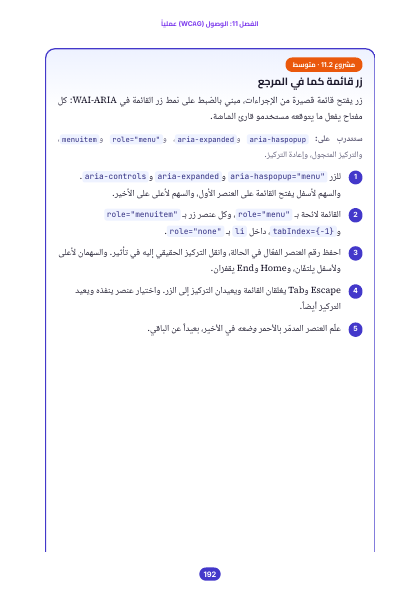 الفصل 11: الوصول (WCAG) عملياً
مشروع 11.2 · متوسط
زر قائمة كما في المرجع
زر يفتح قائمة قصيرة من الإجراءات، مبني بالضبط على نمط زر القائمة في WAI-ARIA: كل
مفتاح يفعل ما يتوقعه مستخدمو قارئ الشاشة.
ستتدرب على: aria-haspopup و aria-expanded، و role="menu" و menuitem،
والتركيز المتجول، وإعادة التركيز.
1 للزر aria-haspopup="menu" و aria-expanded و aria-controls.
والسهم لأسفل يفتح القائمة على العنصر الأول، والسهم لأعلى على الأخير.
2 القائمة لائحة بـ role="menu"، وكل عنصر زر بـ role="menuitem"
و tabIndex={-1}، داخل li بـ role="none".
3 احفظ رقم العنصر الفعّال في الحالة، وانقل التركيز الحقيقي إليه في تأثير. والسهمان لأعلى
ولأسفل يلتفّان، وHome وEnd يقفزان.
4 Escape وTab يغلقان القائمة ويعيدان التركيز إلى الزر. واختيار عنصر ينفذه ويعيد
التركيز أيضاً.
5 علّم العنصر المدمّر بالأحمر وضعه في الأخير، بعيداً عن الباقي.
192